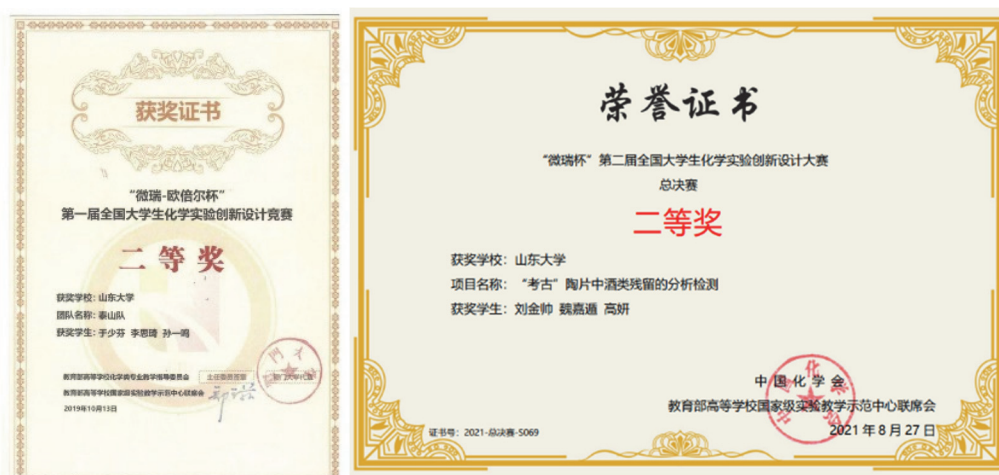 获奖证书
“微瑞-欧倍尔杯”
第一届全国大学生化学实验创新设计竞赛
二等奖
获奖学校：山东大学
团队名称：泰山队
获奖学生：于少芬 李思琦 孙一鸣
教育部高等学校化学类专业教学指导委员会
主任委员签章
教育部高等学校国家级实验教学示范中心联席会
2019年10月13日
荣誉证书
“微瑞杯”第二届全国大学生化学实验创新设计大赛
总决赛
二等奖
获奖学校：山东大学
项目名称：“考古”陶片中酒类残留的分析检测
获奖学生：刘金帅 魏嘉遁 高妍
中国化学会
教育部高等学校国家级实验教学示范中心联席会
证书号：2021-总决赛-S069
2021年8月27日